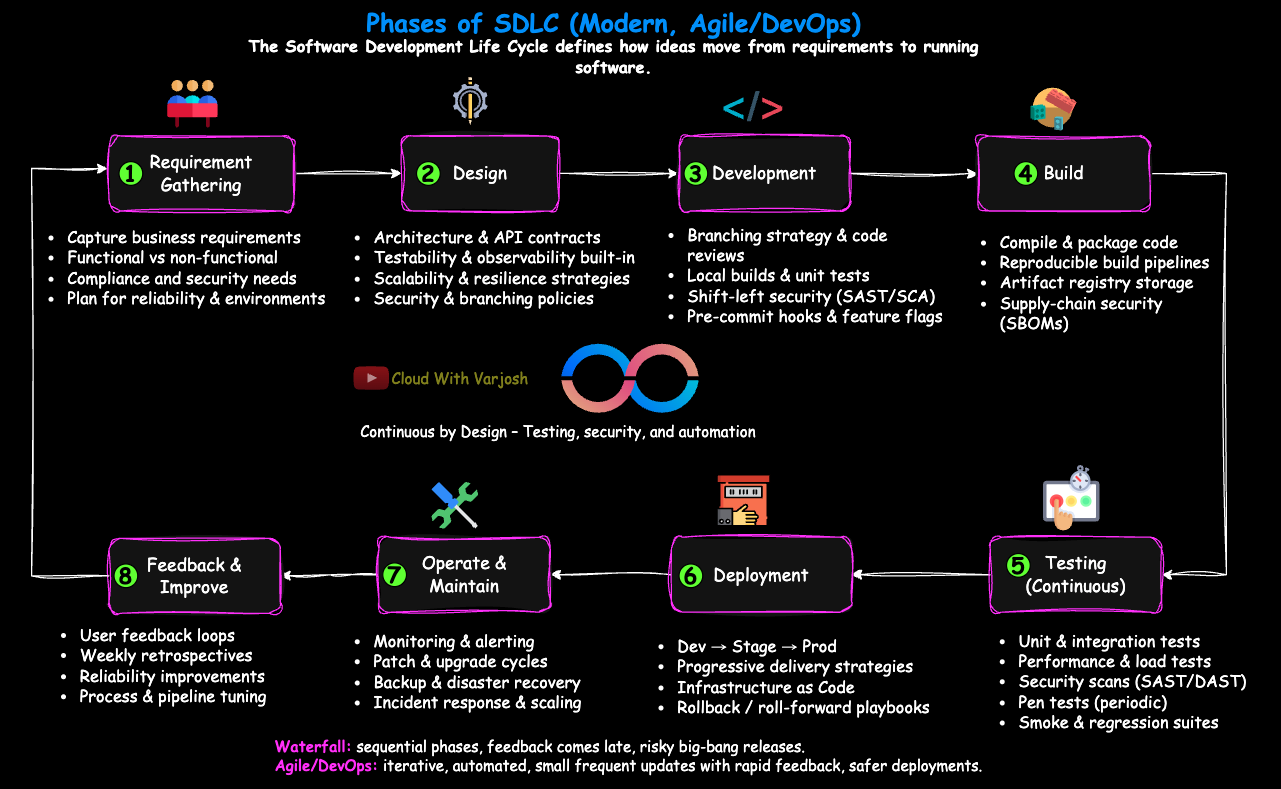 Phases of SDLC (Modern, Agile/DevOps)
The Software Development Life Cycle defines how ideas move from requirements to running
software.
</>
1 Requirement
Gathering
2 Design
3 Development
4 Build
• Capture business requirements
• Functional vs non-functional
• Compliance and security needs
• Plan for reliability & environments
• Architecture & API contracts
• Testability & observability built-in
• Scalability & resilience strategies
• Security & branching policies
• Branching strategy & code
reviews
• Local builds & unit tests
• Shift-left security (SAST/SCA)
• Pre-commit hooks & feature flags
• Compile & package code
• Reproducible build pipelines
• Artifact registry storage
• Supply-chain security
(SBOMs)
Cloud With Varjosh
Continuous by Design – Testing, security, and automation
8 Feedback &
Improve
7 Operate &
Maintain
6 Deployment
5 Testing
(Continuous)
• User feedback loops
• Weekly retrospectives
• Reliability improvements
• Process & pipeline tuning
• Monitoring & alerting
• Patch & upgrade cycles
• Backup & disaster recovery
• Incident response & scaling
• Dev → Stage → Prod
• Progressive delivery strategies
• Infrastructure as Code
• Rollback / roll-forward playbooks
• Unit & integration tests
• Performance & load tests
• Security scans (SAST/DAST)
• Pen tests (periodic)
• Smoke & regression suites
Waterfall: sequential phases, feedback comes late, risky big-bang releases.
Agile/DevOps: iterative, automated, small frequent updates with rapid feedback, safer deployments.